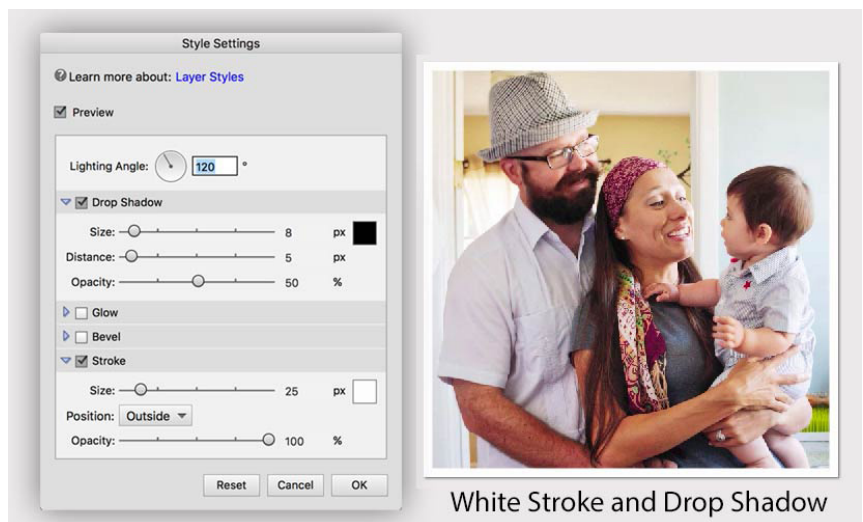 Style Settings
Learn more about: Layer Styles
Preview
Lighting Angle: 120 °
Drop Shadow
Size: 8 px
Distance: 5 px
Opacity: 50 %
Glow
Bevel
Stroke
Size: 25 px
Position: Outside
Opacity: 100 %
Reset Cancel OK
White Stroke and Drop Shadow